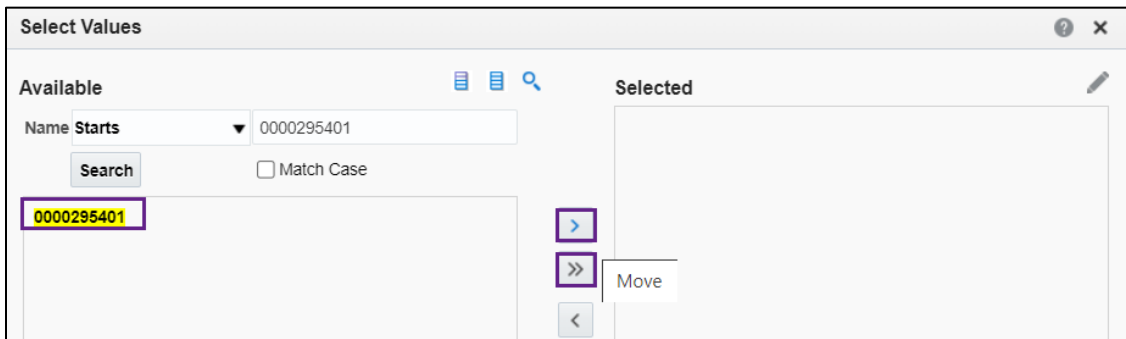 Select Values
Available
Selected
Name Starts 0000295401
Search Match Case
0000295401
Move